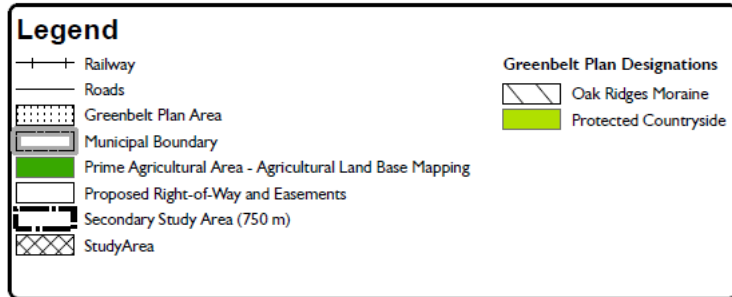 Legend
Railway
Roads
Greenbelt Plan Area
Municipal Boundary
Prime Agricultural Area - Agricultural Land Base Mapping
Proposed Right-of-Way and Easements
Secondary Study Area (750 m)
StudyArea
Greenbelt Plan Designations
Oak Ridges Moraine
Protected Countryside